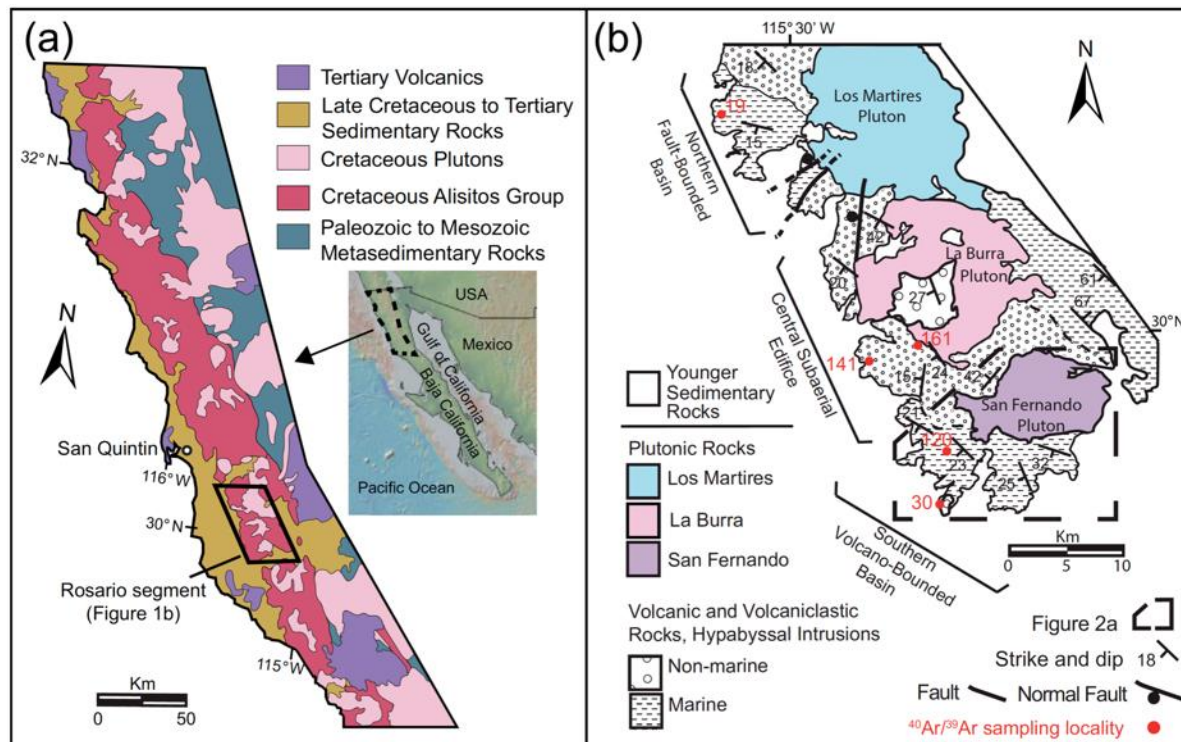 (a)
Tertiary Volcanics
Late Cretaceous to Tertiary
Sedimentary Rocks
Cretaceous Plutons
Cretaceous Alisitos Group
Paleozoic to Mesozoic
Metasedimentary Rocks
32° N
N
USA
Mexico
Gulf of California
Baja California
Pacific Ocean
San Quintin
116° W
30° N
Rosario segment
(Figure 1b)
115° W
Km
0 50
(b)
115° 30' W
N
18
19
15
Los Martires
Pluton
Northern
Fault-Bounded
Basin
42
La Burra
Pluton
27
20
61
67
30° N
Central Subaerial
Edifice
161
141
15
24
42
21
San Fernando
Pluton
120
23
32
25
30
Southern
Volcano-Bounded
Basin
Km
0 5 10
Younger
Sedimentary
Rocks
Plutonic Rocks
Los Martires
La Burra
San Fernando
Volcanic and Volcaniclastic
Rocks, Hypabyssal Intrusions
Non-marine
Marine
Figure 2a
Strike and dip 18
Fault Normal Fault
⁴⁰Ar/³⁹Ar sampling locality